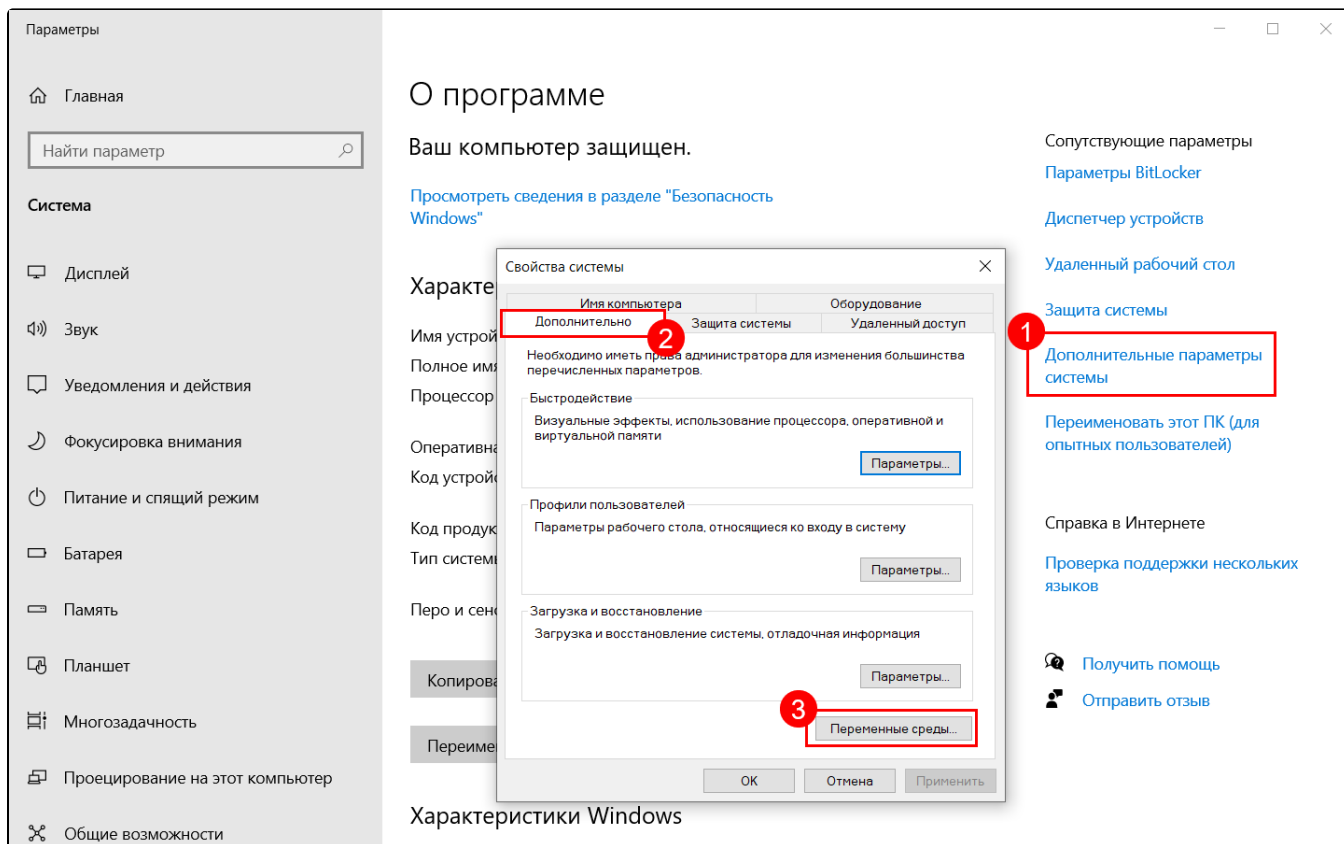 Параметры
Главная
Найти параметр
Система
Дисплей
Звук
Уведомления и действия
Фокусировка внимания
Питание и спящий режим
Батарея
Память
Планшет
Многозадачность
Проецирование на этот компьютер
Общие возможности
О программе
Ваш компьютер защищен.
Просмотреть сведения в разделе "Безопасность
Windows"
Характе
Имя устрой
Полное имя
Процессор
Оперативна
Код устрой
Код продук
Тип систем
Перо и сен
Копирова
Переиме
Характеристики Windows
Свойства системы
Имя компьютера
Оборудование
Дополнительно
2
Защита системы
Удаленный доступ
Необходимо иметь права администратора для изменения большинства
перечисленных параметров.
Быстродействие
Визуальные эффекты, использование процессора, оперативной и
виртуальной памяти
Параметры...
Профили пользователей
Параметры рабочего стола, относящиеся ко входу в систему
Параметры...
Загрузка и восстановление
Загрузка и восстановление системы, отладочная информация
Параметры...
3
Переменные среды...
ОК
Отмена
Применить
Сопутствующие параметры
Параметры BitLocker
Диспетчер устройств
Удаленный рабочий стол
Защита системы
1
Дополнительные параметры
системы
Переименовать этот ПК (для
опытных пользователей)
Справка в Интернете
Проверка поддержки нескольких
языков
Получить помощь
Отправить отзыв